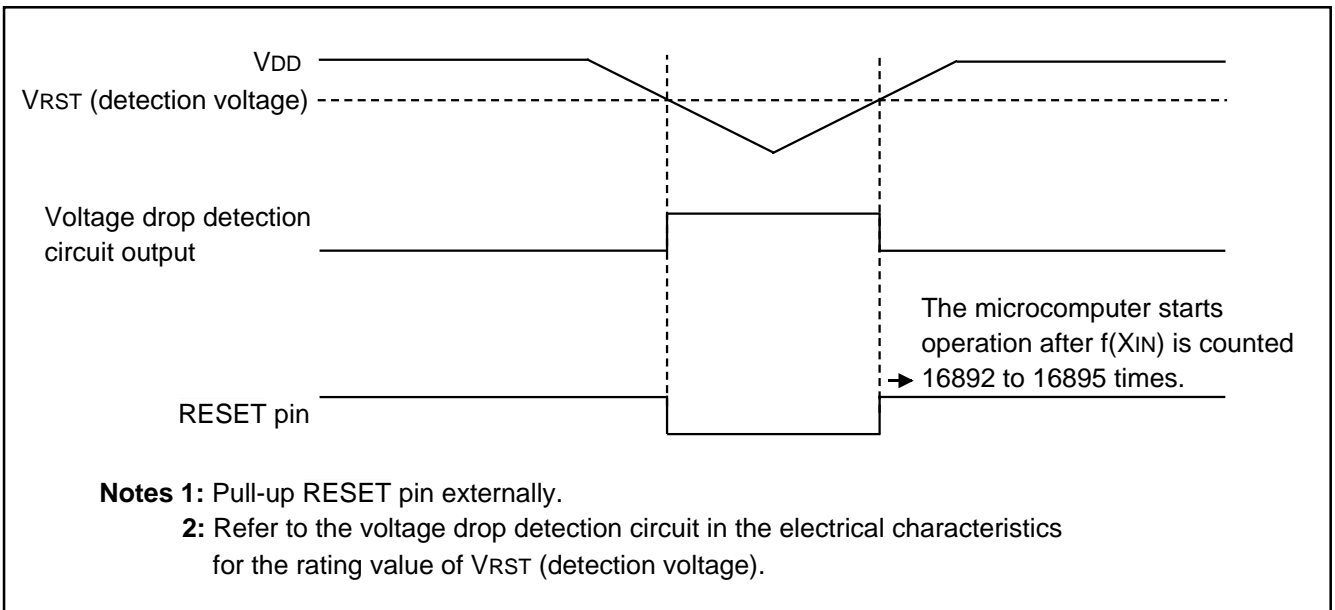 VDD
VRST (detection voltage)
Voltage drop detection
circuit output
The microcomputer starts
operation after f(XIN) is counted
16892 to 16895 times.
RESET pin
Notes 1: Pull-up RESET pin externally.
2: Refer to the voltage drop detection circuit in the electrical characteristics
for the rating value of VRST (detection voltage).